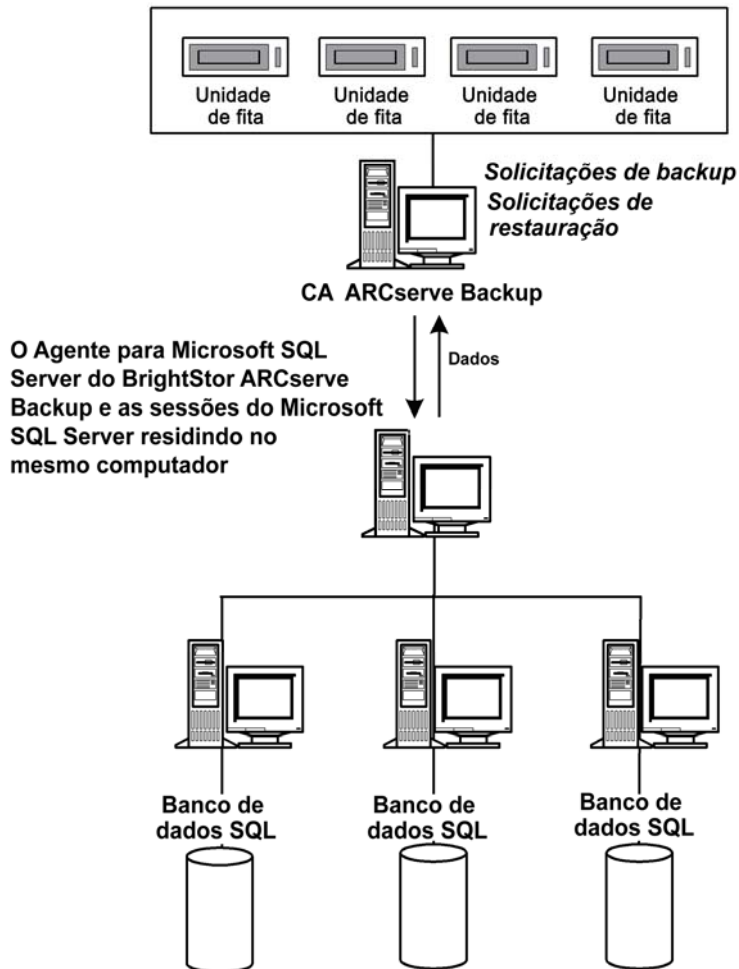 Unidade de fita
Unidade de fita
Unidade de fita
Unidade de fita
Solicitações de backup
Solicitações de
restauração
CA ARCserve Backup
O Agente para Microsoft SQL
Server do BrightStor ARCserve
Backup e as sessões do Microsoft
SQL Server residindo no
mesmo computador
Dados
Banco de
dados SQL
Banco de
dados SQL
Banco de
dados SQL